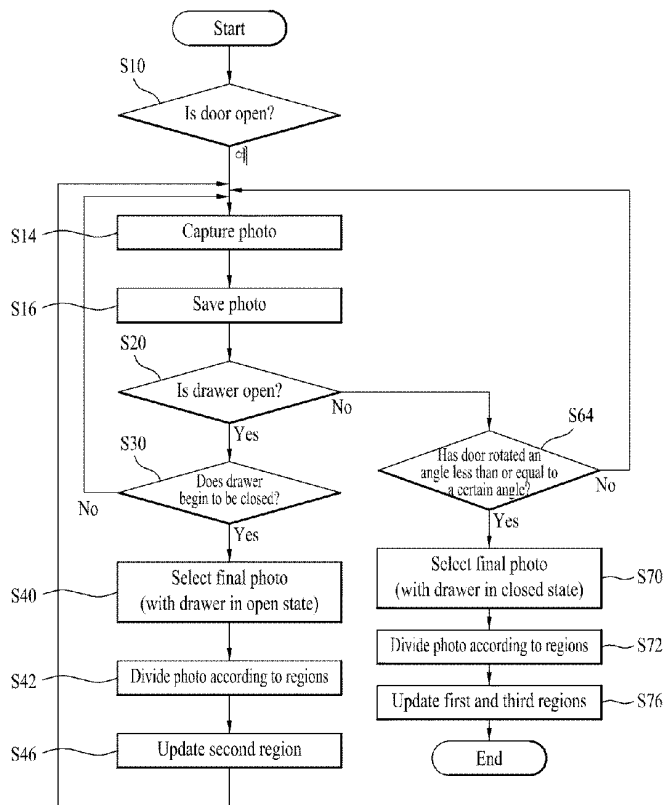 Start
S10
Is door open?
예
S14
Capture photo
S16
Save photo
S20
Is drawer open?
No
Yes
S30
Does drawer
begin to be closed?
No
Yes
S40
Select final photo
(with drawer in open state)
S42
Divide photo according to regions
S46
Update second region
S64
Has door rotated an
angle less than or equal to
a certain angle?
No
Yes
Select final photo
(with drawer in closed state)
S70
Divide photo according to regions
S72
Update first and third regions
S76
End